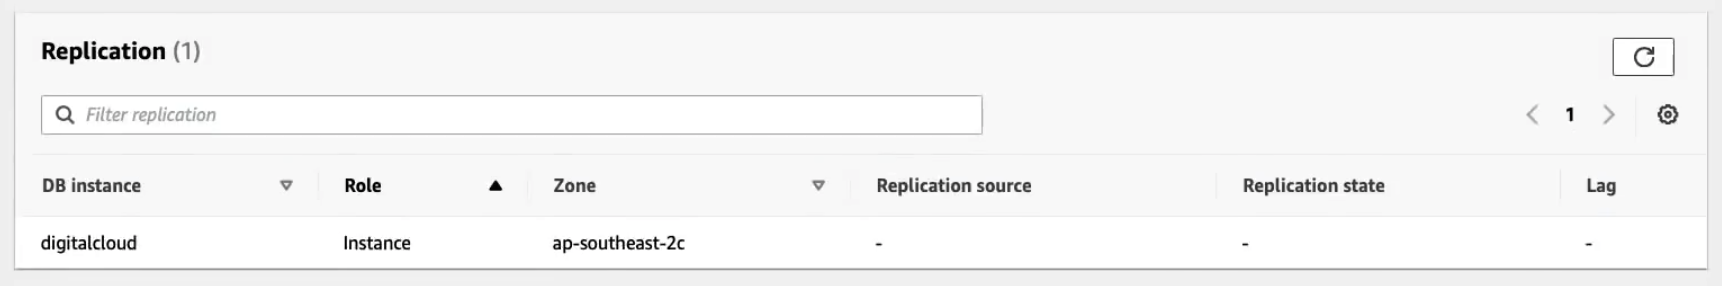 Replication (1)
Filter replication
1
DB instance Role Zone Replication source Replication state Lag
digitalcloud Instance ap-southeast-2c - - -